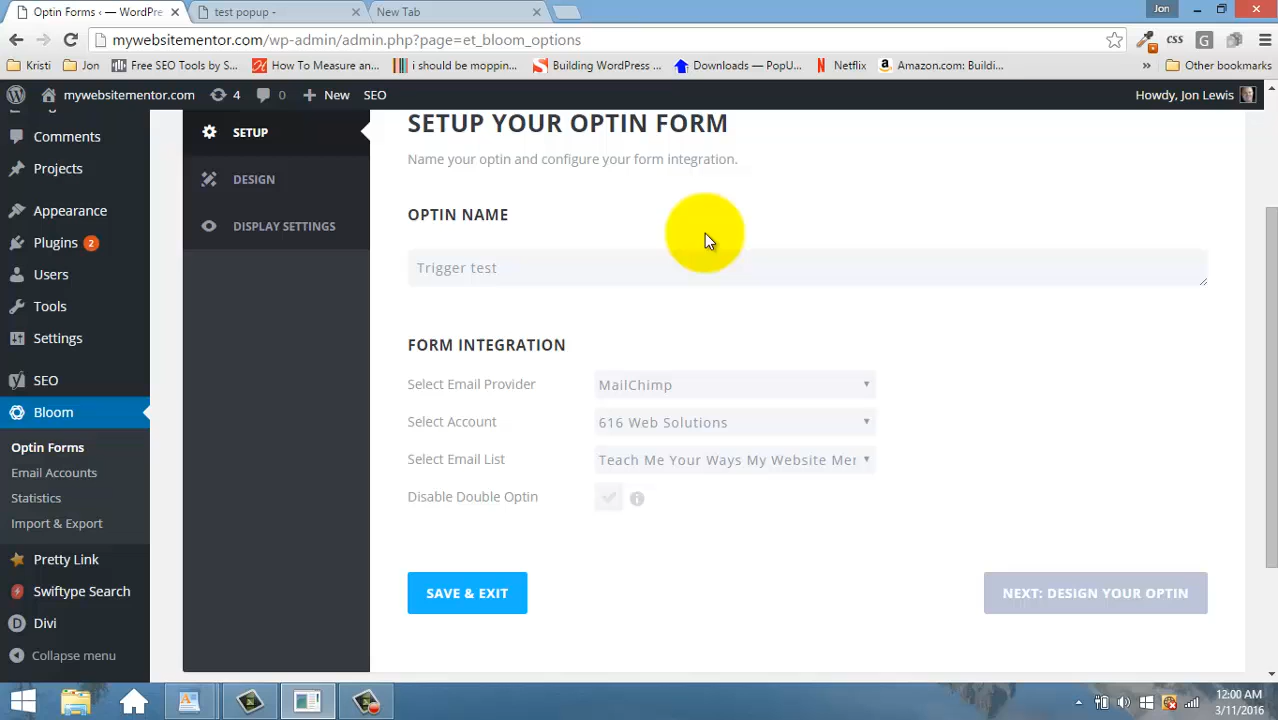 Optin Forms ‹ — WordPre
test popup -
New Tab
Jon
mywebsitementor.com/wp-admin/admin.php?page=et_bloom_options
CSS
G
Kristi
Jon
Free SEO Tools by S...
How To Measure an...
i should be moppin...
Building WordPress ...
Downloads — PopU...
Netflix
Amazon.com: Buildi...
»
Other bookmarks
mywebsitementor.com
4
0
New
SEO
Howdy, Jon Lewis
Comments
Projects
Appearance
Plugins 2
Users
Tools
Settings
SEO
Bloom
Optin Forms
Email Accounts
Statistics
Import & Export
Pretty Link
Swiftype Search
Divi
Collapse menu
SETUP
DESIGN
DISPLAY SETTINGS
SETUP YOUR OPTIN FORM
Name your optin and configure your form integration.
OPTIN NAME
Trigger test
FORM INTEGRATION
Select Email Provider
MailChimp
Select Account
616 Web Solutions
Select Email List
Teach Me Your Ways My Website Mer
Disable Double Optin
SAVE & EXIT
NEXT: DESIGN YOUR OPTIN
12:00 AM
3/11/2016